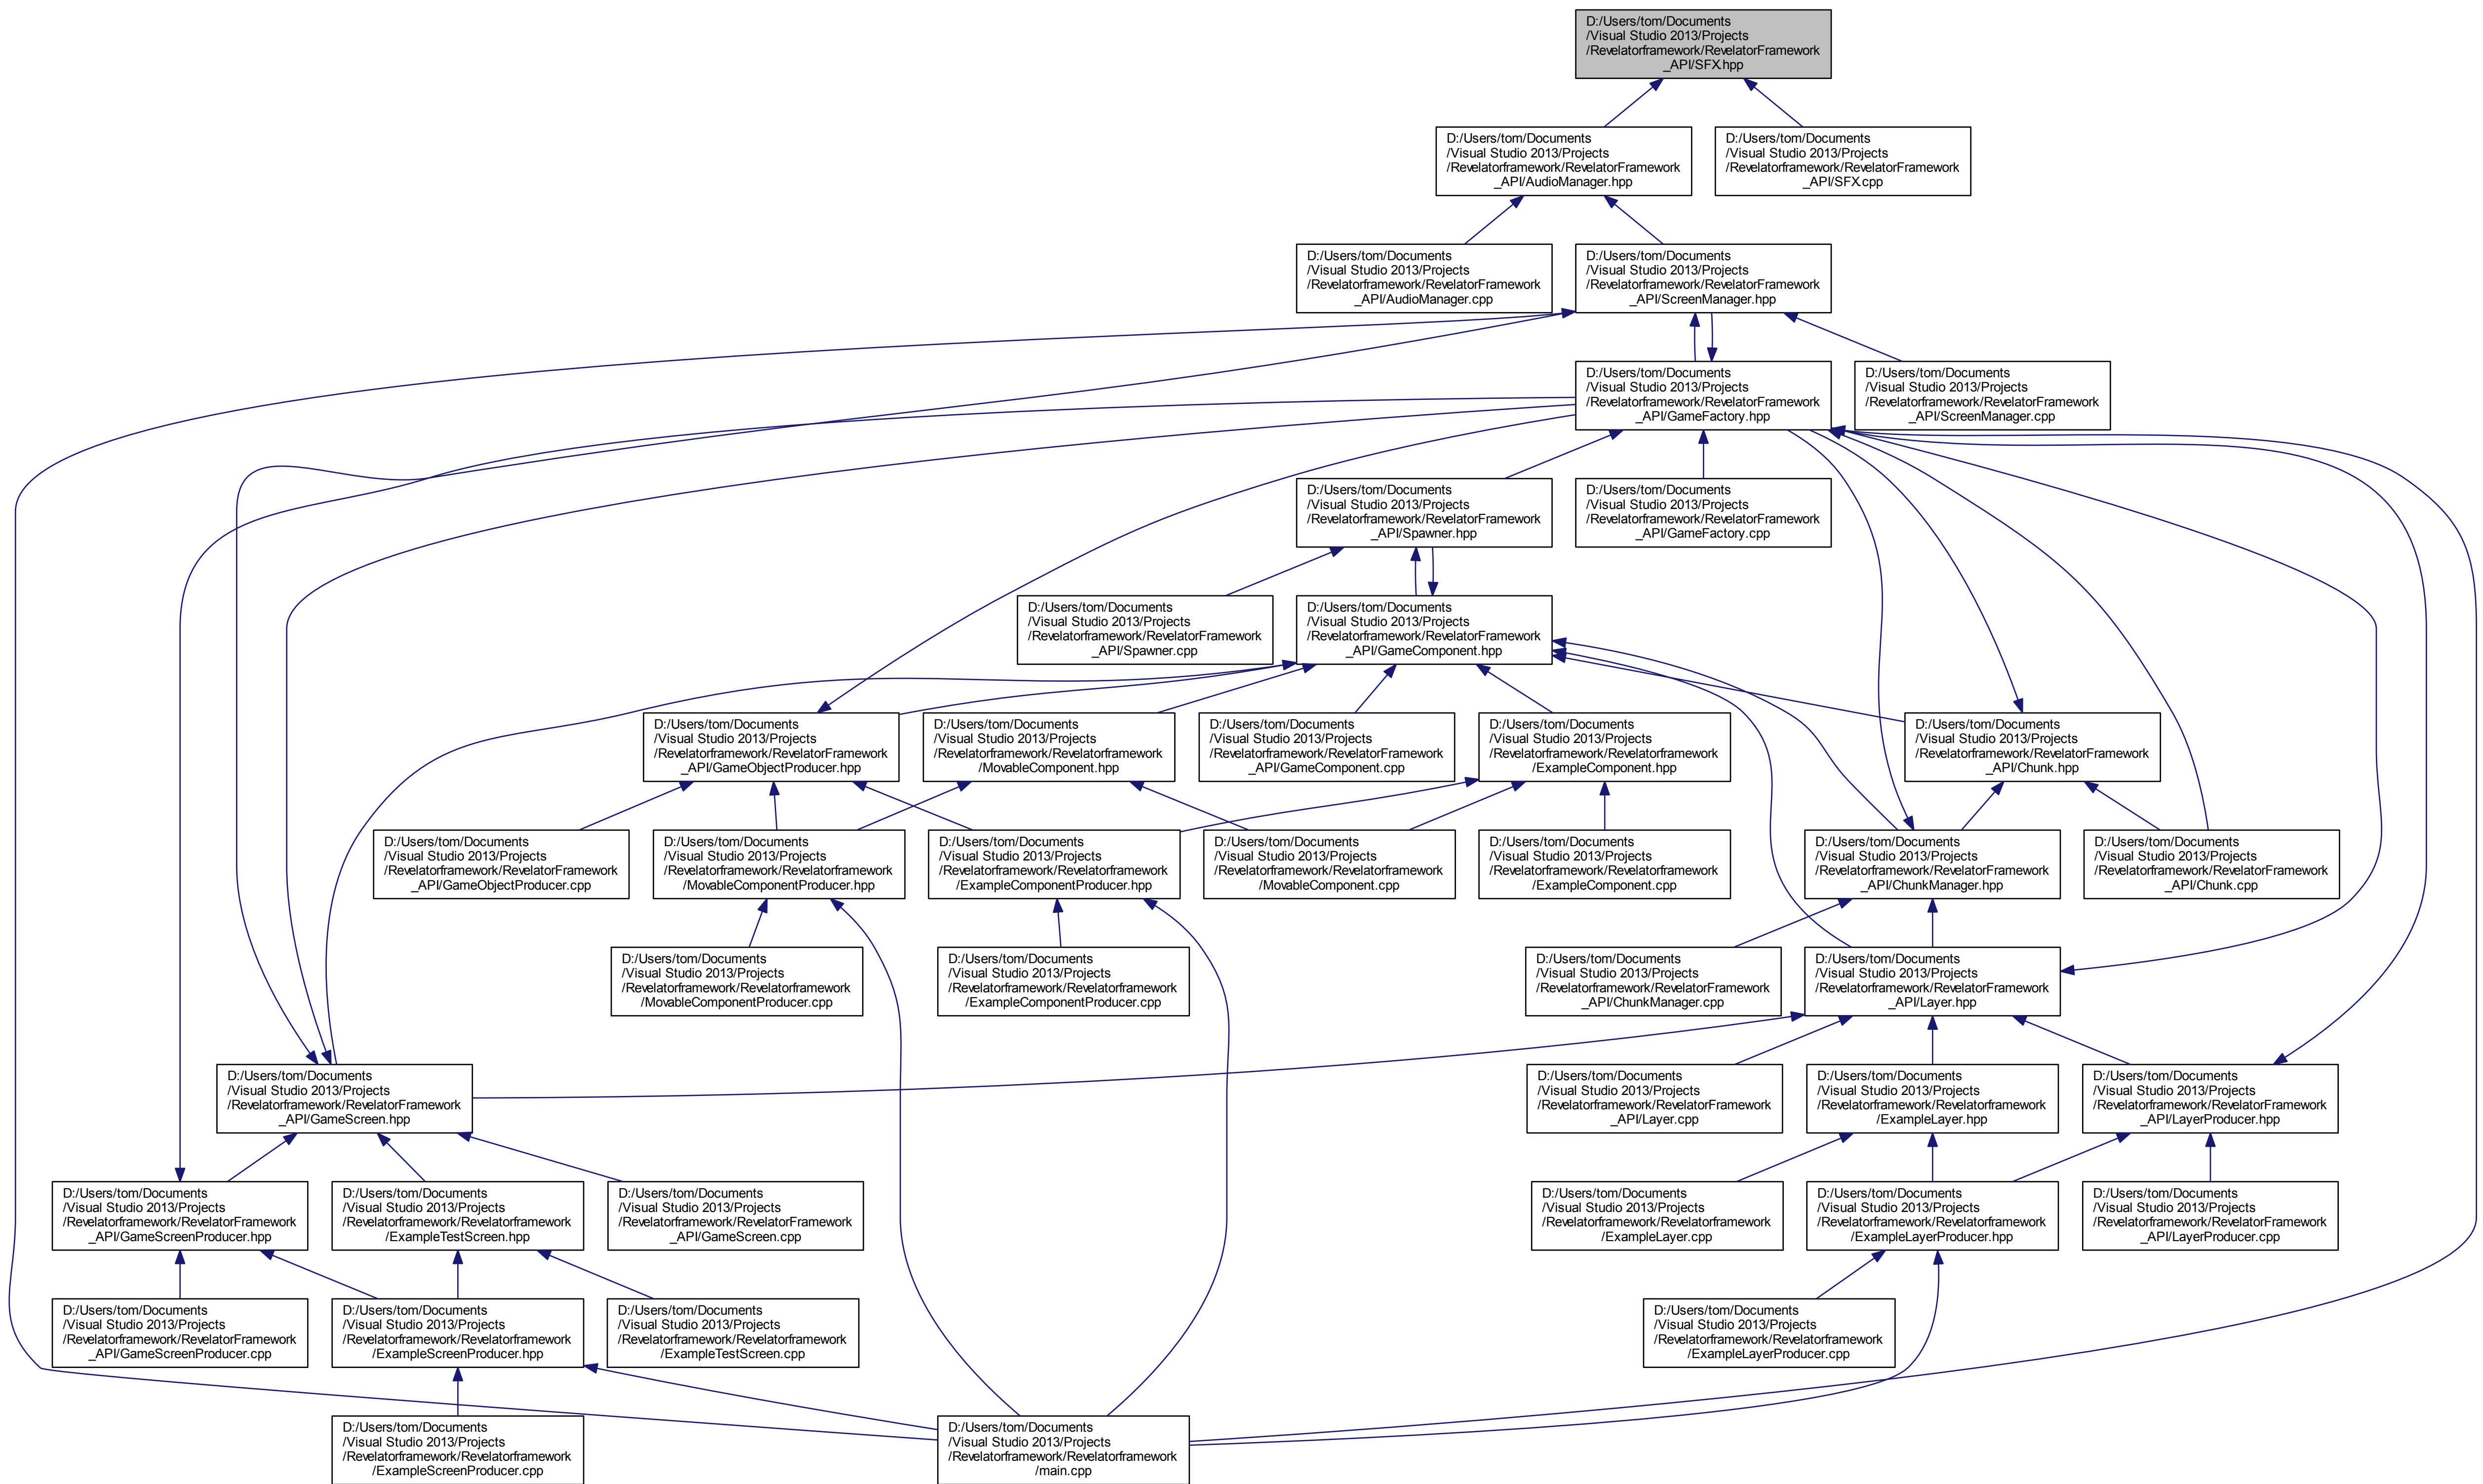 D:/Users/tom/Documents
/Visual Studio 2013/Projects
/Revelatorframework/RevelatorFramework
_API/SFX.hpp
D:/Users/tom/Documents
/Visual Studio 2013/Projects
/Revelatorframework/RevelatorFramework
_API/AudioManager.hpp
D:/Users/tom/Documents
/Visual Studio 2013/Projects
/Revelatorframework/RevelatorFramework
_API/SFX.cpp
D:/Users/tom/Documents
/Visual Studio 2013/Projects
/Revelatorframework/RevelatorFramework
_API/AudioManager.cpp
D:/Users/tom/Documents
/Visual Studio 2013/Projects
/Revelatorframework/RevelatorFramework
_API/ScreenManager.hpp
D:/Users/tom/Documents
/Visual Studio 2013/Projects
/Revelatorframework/RevelatorFramework
_API/GameFactory.hpp
D:/Users/tom/Documents
/Visual Studio 2013/Projects
/Revelatorframework/RevelatorFramework
_API/ScreenManager.cpp
D:/Users/tom/Documents
/Visual Studio 2013/Projects
/Revelatorframework/RevelatorFramework
_API/Spawner.hpp
D:/Users/tom/Documents
/Visual Studio 2013/Projects
/Revelatorframework/RevelatorFramework
_API/GameFactory.cpp
D:/Users/tom/Documents
/Visual Studio 2013/Projects
/Revelatorframework/RevelatorFramework
_API/Spawner.cpp
D:/Users/tom/Documents
/Visual Studio 2013/Projects
/Revelatorframework/RevelatorFramework
_API/GameComponent.hpp
D:/Users/tom/Documents
/Visual Studio 2013/Projects
/Revelatorframework/RevelatorFramework
_API/GameObjectProducer.hpp
D:/Users/tom/Documents
/Visual Studio 2013/Projects
/Revelatorframework/Revelatorframework
/MovableComponent.hpp
D:/Users/tom/Documents
/Visual Studio 2013/Projects
/Revelatorframework/RevelatorFramework
_API/GameComponent.cpp
D:/Users/tom/Documents
/Visual Studio 2013/Projects
/Revelatorframework/Revelatorframework
/ExampleComponent.hpp
D:/Users/tom/Documents
/Visual Studio 2013/Projects
/Revelatorframework/RevelatorFramework
_API/Chunk.hpp
D:/Users/tom/Documents
/Visual Studio 2013/Projects
/Revelatorframework/RevelatorFramework
_API/GameObjectProducer.cpp
D:/Users/tom/Documents
/Visual Studio 2013/Projects
/Revelatorframework/Revelatorframework
/MovableComponentProducer.hpp
D:/Users/tom/Documents
/Visual Studio 2013/Projects
/Revelatorframework/Revelatorframework
/ExampleComponentProducer.hpp
D:/Users/tom/Documents
/Visual Studio 2013/Projects
/Revelatorframework/Revelatorframework
/MovableComponent.cpp
D:/Users/tom/Documents
/Visual Studio 2013/Projects
/Revelatorframework/Revelatorframework
/ExampleComponent.cpp
D:/Users/tom/Documents
/Visual Studio 2013/Projects
/Revelatorframework/RevelatorFramework
_API/ChunkManager.hpp
D:/Users/tom/Documents
/Visual Studio 2013/Projects
/Revelatorframework/RevelatorFramework
_API/Chunk.cpp
D:/Users/tom/Documents
/Visual Studio 2013/Projects
/Revelatorframework/Revelatorframework
/MovableComponentProducer.cpp
D:/Users/tom/Documents
/Visual Studio 2013/Projects
/Revelatorframework/Revelatorframework
/ExampleComponentProducer.cpp
D:/Users/tom/Documents
/Visual Studio 2013/Projects
/Revelatorframework/RevelatorFramework
_API/ChunkManager.cpp
D:/Users/tom/Documents
/Visual Studio 2013/Projects
/Revelatorframework/RevelatorFramework
_API/Layer.hpp
D:/Users/tom/Documents
/Visual Studio 2013/Projects
/Revelatorframework/RevelatorFramework
_API/GameScreen.hpp
D:/Users/tom/Documents
/Visual Studio 2013/Projects
/Revelatorframework/RevelatorFramework
_API/Layer.cpp
D:/Users/tom/Documents
/Visual Studio 2013/Projects
/Revelatorframework/Revelatorframework
/ExampleLayer.hpp
D:/Users/tom/Documents
/Visual Studio 2013/Projects
/Revelatorframework/RevelatorFramework
_API/LayerProducer.hpp
D:/Users/tom/Documents
/Visual Studio 2013/Projects
/Revelatorframework/RevelatorFramework
_API/GameScreenProducer.hpp
D:/Users/tom/Documents
/Visual Studio 2013/Projects
/Revelatorframework/Revelatorframework
/ExampleTestScreen.hpp
D:/Users/tom/Documents
/Visual Studio 2013/Projects
/Revelatorframework/RevelatorFramework
_API/GameScreen.cpp
D:/Users/tom/Documents
/Visual Studio 2013/Projects
/Revelatorframework/Revelatorframework
/ExampleLayer.cpp
D:/Users/tom/Documents
/Visual Studio 2013/Projects
/Revelatorframework/Revelatorframework
/ExampleLayerProducer.hpp
D:/Users/tom/Documents
/Visual Studio 2013/Projects
/Revelatorframework/RevelatorFramework
_API/LayerProducer.cpp
D:/Users/tom/Documents
/Visual Studio 2013/Projects
/Revelatorframework/RevelatorFramework
_API/GameScreenProducer.cpp
D:/Users/tom/Documents
/Visual Studio 2013/Projects
/Revelatorframework/Revelatorframework
/ExampleScreenProducer.hpp
D:/Users/tom/Documents
/Visual Studio 2013/Projects
/Revelatorframework/Revelatorframework
/ExampleTestScreen.cpp
D:/Users/tom/Documents
/Visual Studio 2013/Projects
/Revelatorframework/Revelatorframework
/ExampleLayerProducer.cpp
D:/Users/tom/Documents
/Visual Studio 2013/Projects
/Revelatorframework/Revelatorframework
/ExampleScreenProducer.cpp
D:/Users/tom/Documents
/Visual Studio 2013/Projects
/Revelatorframework/Revelatorframework
/main.cpp